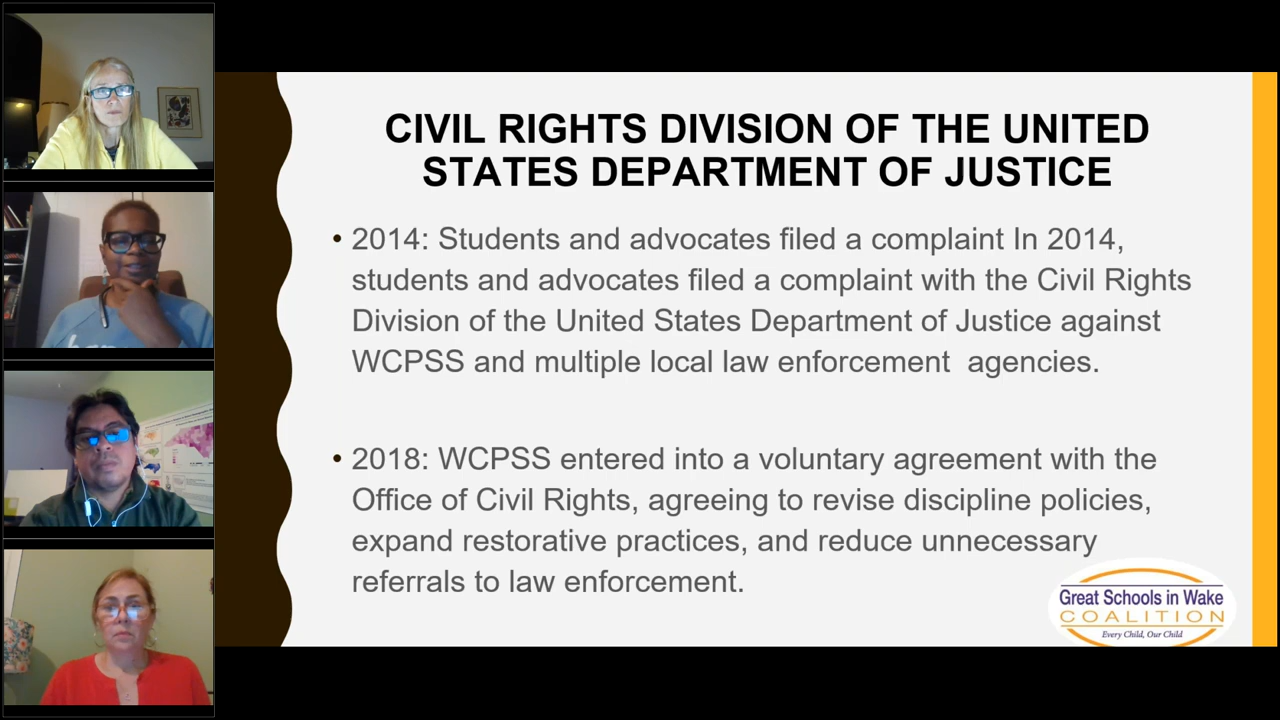 CIVIL RIGHTS DIVISION OF THE UNITED
STATES DEPARTMENT OF JUSTICE
• 2014: Students and advocates filed a complaint In 2014,
students and advocates filed a complaint with the Civil Rights
Division of the United States Department of Justice against
WCPSS and multiple local law enforcement  agencies.
• 2018: WCPSS entered into a voluntary agreement with the
Office of Civil Rights, agreeing to revise discipline policies,
expand restorative practices, and reduce unnecessary
referrals to law enforcement.
Great Schools in Wake
COALITION
Every Child, Our Child